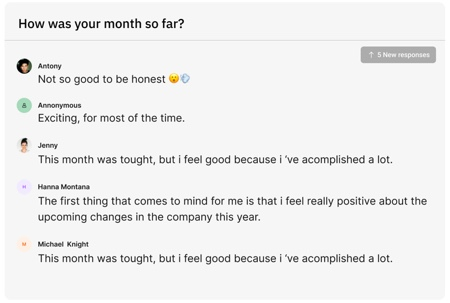 How was your month so far?
↑ 5 New responses
Antony
Not so good to be honest 😮‍💨
Annonymous
Exciting, for most of the time.
Jenny
This month was tought, but i feel good because i ‘ve acomplished a lot.
H
Hanna Montana
The first thing that comes to mind for me is that i feel really positive about the
upcoming changes in the company this year.
M
Michael Knight
This month was tought, but i feel good because i ‘ve acomplished a lot.